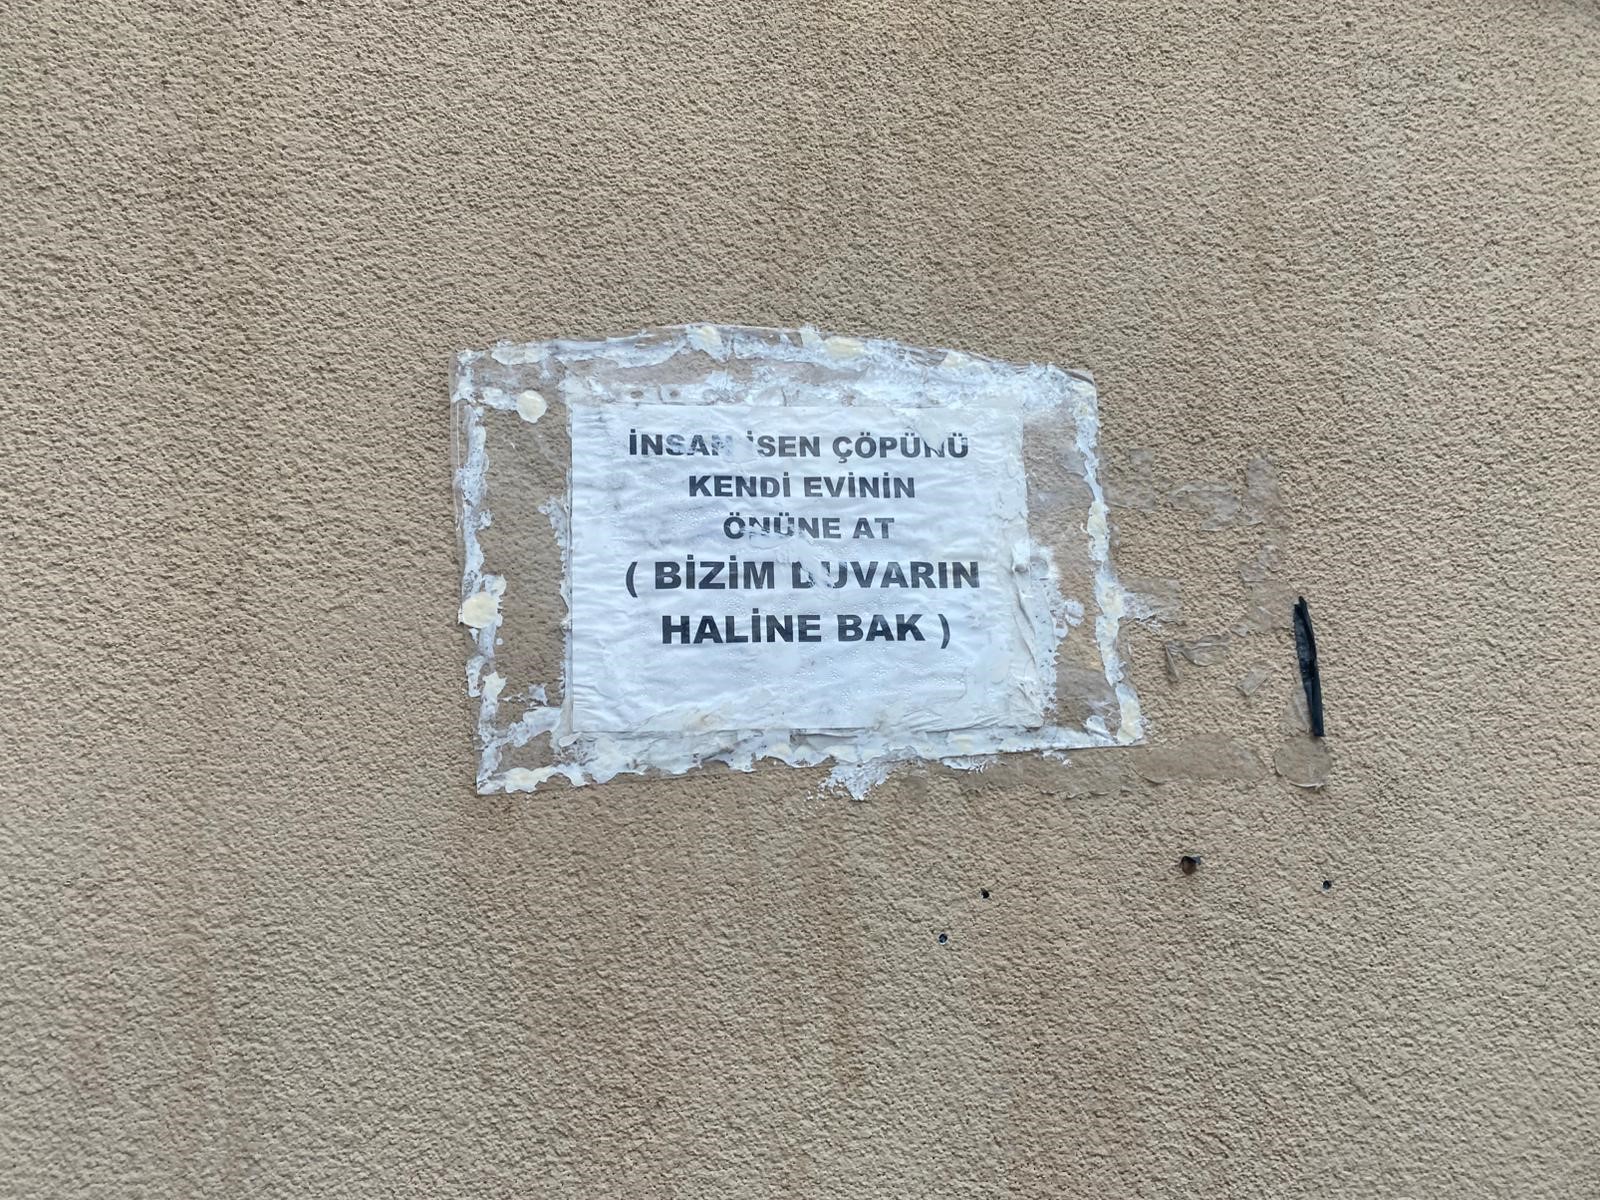 İNSAN İSEN ÇÖPÜNÜ
KENDİ EVİNİN
ÖNÜNE AT
( BİZİM DUVARIN
HALİNE BAK )